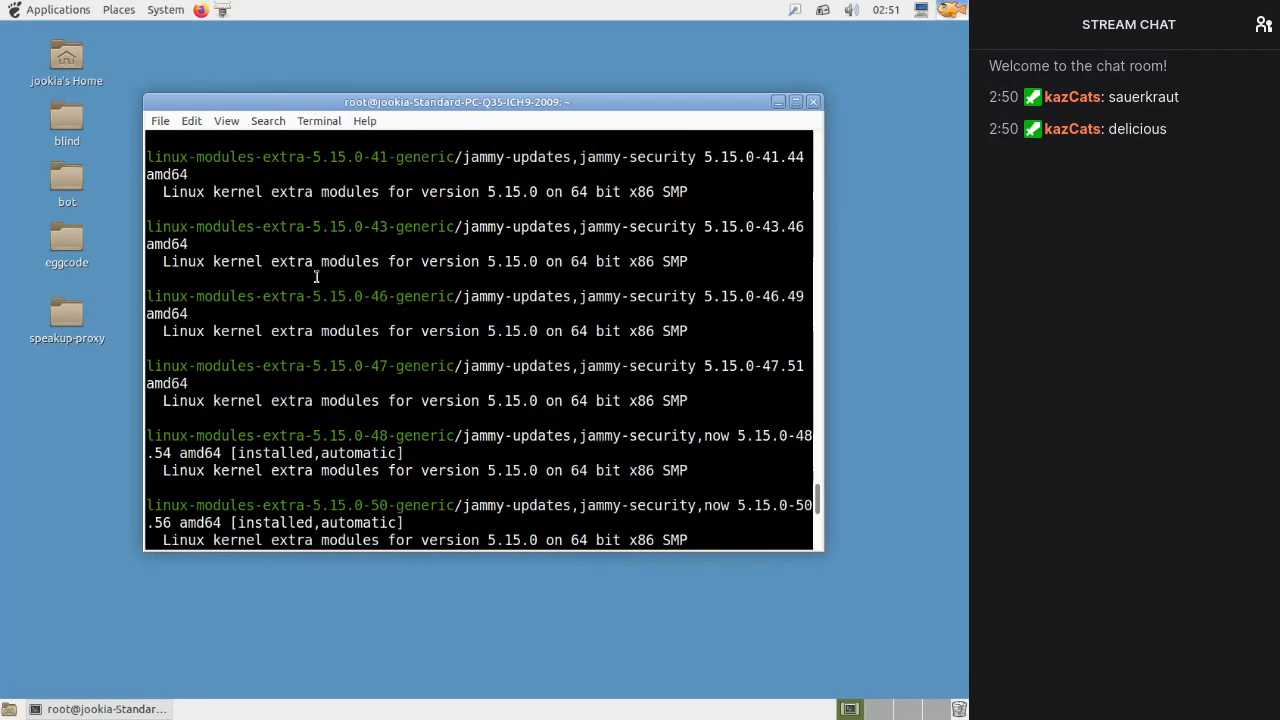 Applications Places System 02:51
STREAM CHAT
Welcome to the chat room!
2:50 kazCats: sauerkraut
2:50 kazCats: delicious
jookia's Home
blind
bot
eggcode
speakup-proxy
root@jookia-Standard-PC-Q35-ICH9-2009: ~
File Edit View Search Terminal Help
linux-modules-extra-5.15.0-41-generic/jammy-updates,jammy-security 5.15.0-41.44
amd64
Linux kernel extra modules for version 5.15.0 on 64 bit x86 SMP
linux-modules-extra-5.15.0-43-generic/jammy-updates,jammy-security 5.15.0-43.46
amd64
Linux kernel extra modules for version 5.15.0 on 64 bit x86 SMP
linux-modules-extra-5.15.0-46-generic/jammy-updates,jammy-security 5.15.0-46.49
amd64
Linux kernel extra modules for version 5.15.0 on 64 bit x86 SMP
linux-modules-extra-5.15.0-47-generic/jammy-updates,jammy-security 5.15.0-47.51
amd64
Linux kernel extra modules for version 5.15.0 on 64 bit x86 SMP
linux-modules-extra-5.15.0-48-generic/jammy-updates,jammy-security,now 5.15.0-48
.54 amd64 [installed,automatic]
Linux kernel extra modules for version 5.15.0 on 64 bit x86 SMP
linux-modules-extra-5.15.0-50-generic/jammy-updates,jammy-security,now 5.15.0-50
.56 amd64 [installed,automatic]
Linux kernel extra modules for version 5.15.0 on 64 bit x86 SMP
root@jookia-Standar...